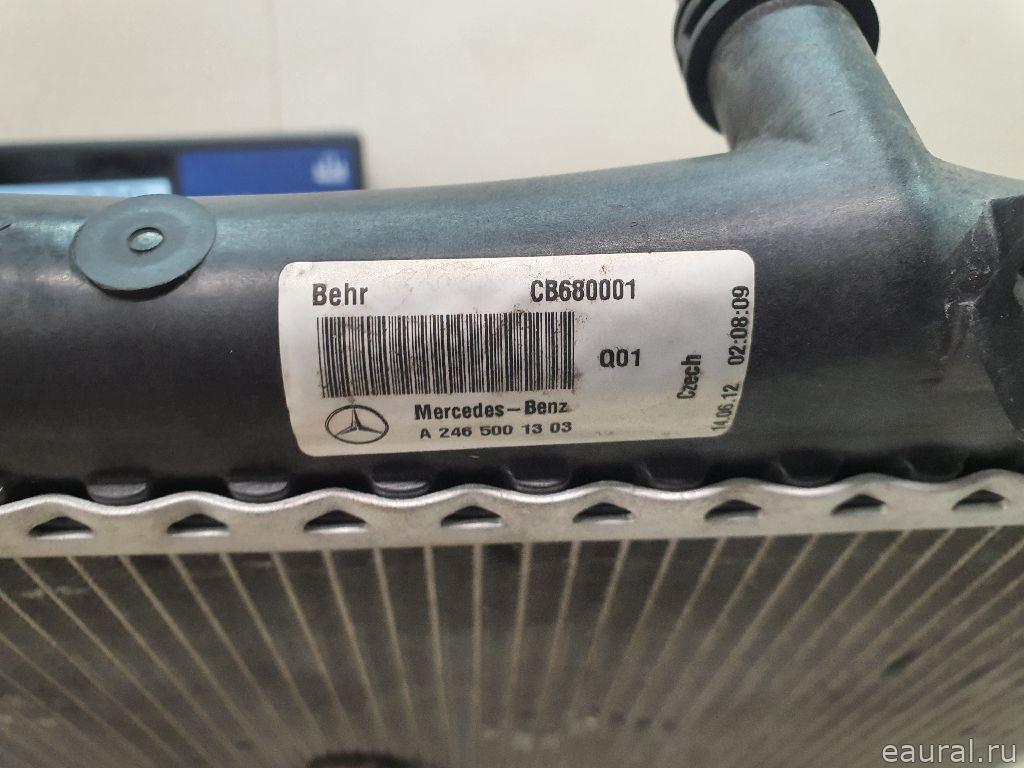 Behr CB680001
Q01
Mercedes-Benz
A 246 500 13 03
Czech
14.06.12 02:08:09
eaural.ru